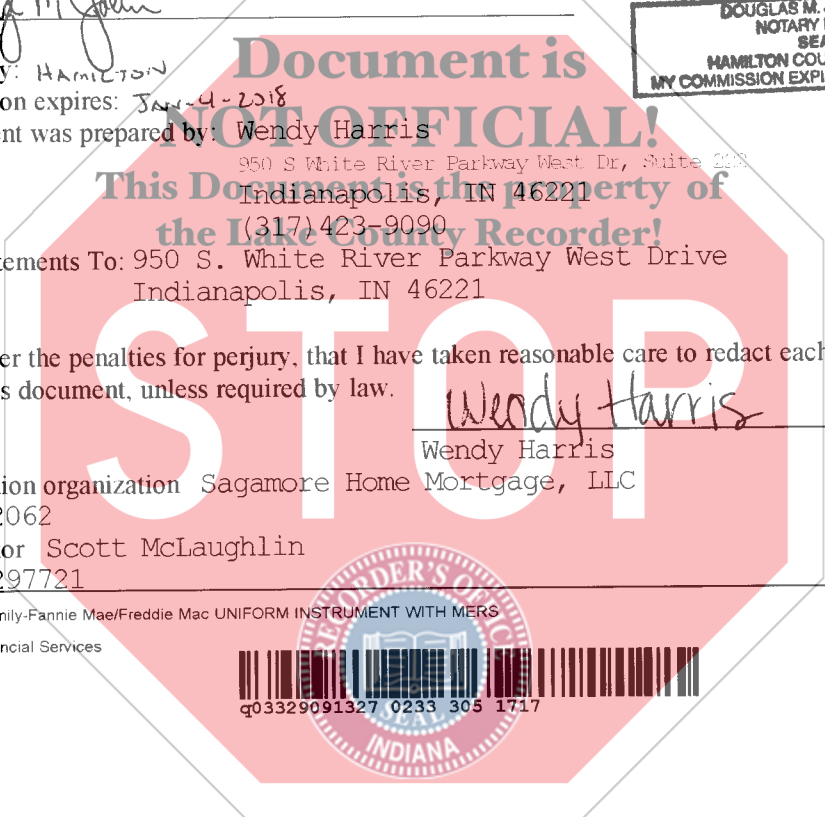 DOUGLAS M.
NOTARY
SEA
HAMILTON COU
MY COMMISSION EXPI
y: HAMILTON
on expires: JAN-4-2018
ent was prepared by: Wendy Harris
950 S White River Parkway West Dr, Suite
Indianapolis, IN 46221
(317)423-9090
Document is
NOT OFFICIAL!
This Document is the property of
the Lake County Recorder!
tements To: 950 S. White River Parkway West Drive
Indianapolis, IN 46221
STOP
er the penalties for perjury, that I have taken reasonable care to redact each
s document, unless required by law.
Wendy Harris
Wendy Harris
ion organization Sagamore Home Mortgage, LLC
2062
or Scott McLaughlin
297721
mily-Fannie Mae/Freddie Mac UNIFORM INSTRUMENT WITH MERS
ncial Services
RECORDER'S OFFICE
SEAL
INDIANA
q03329091327 0233 305 1717